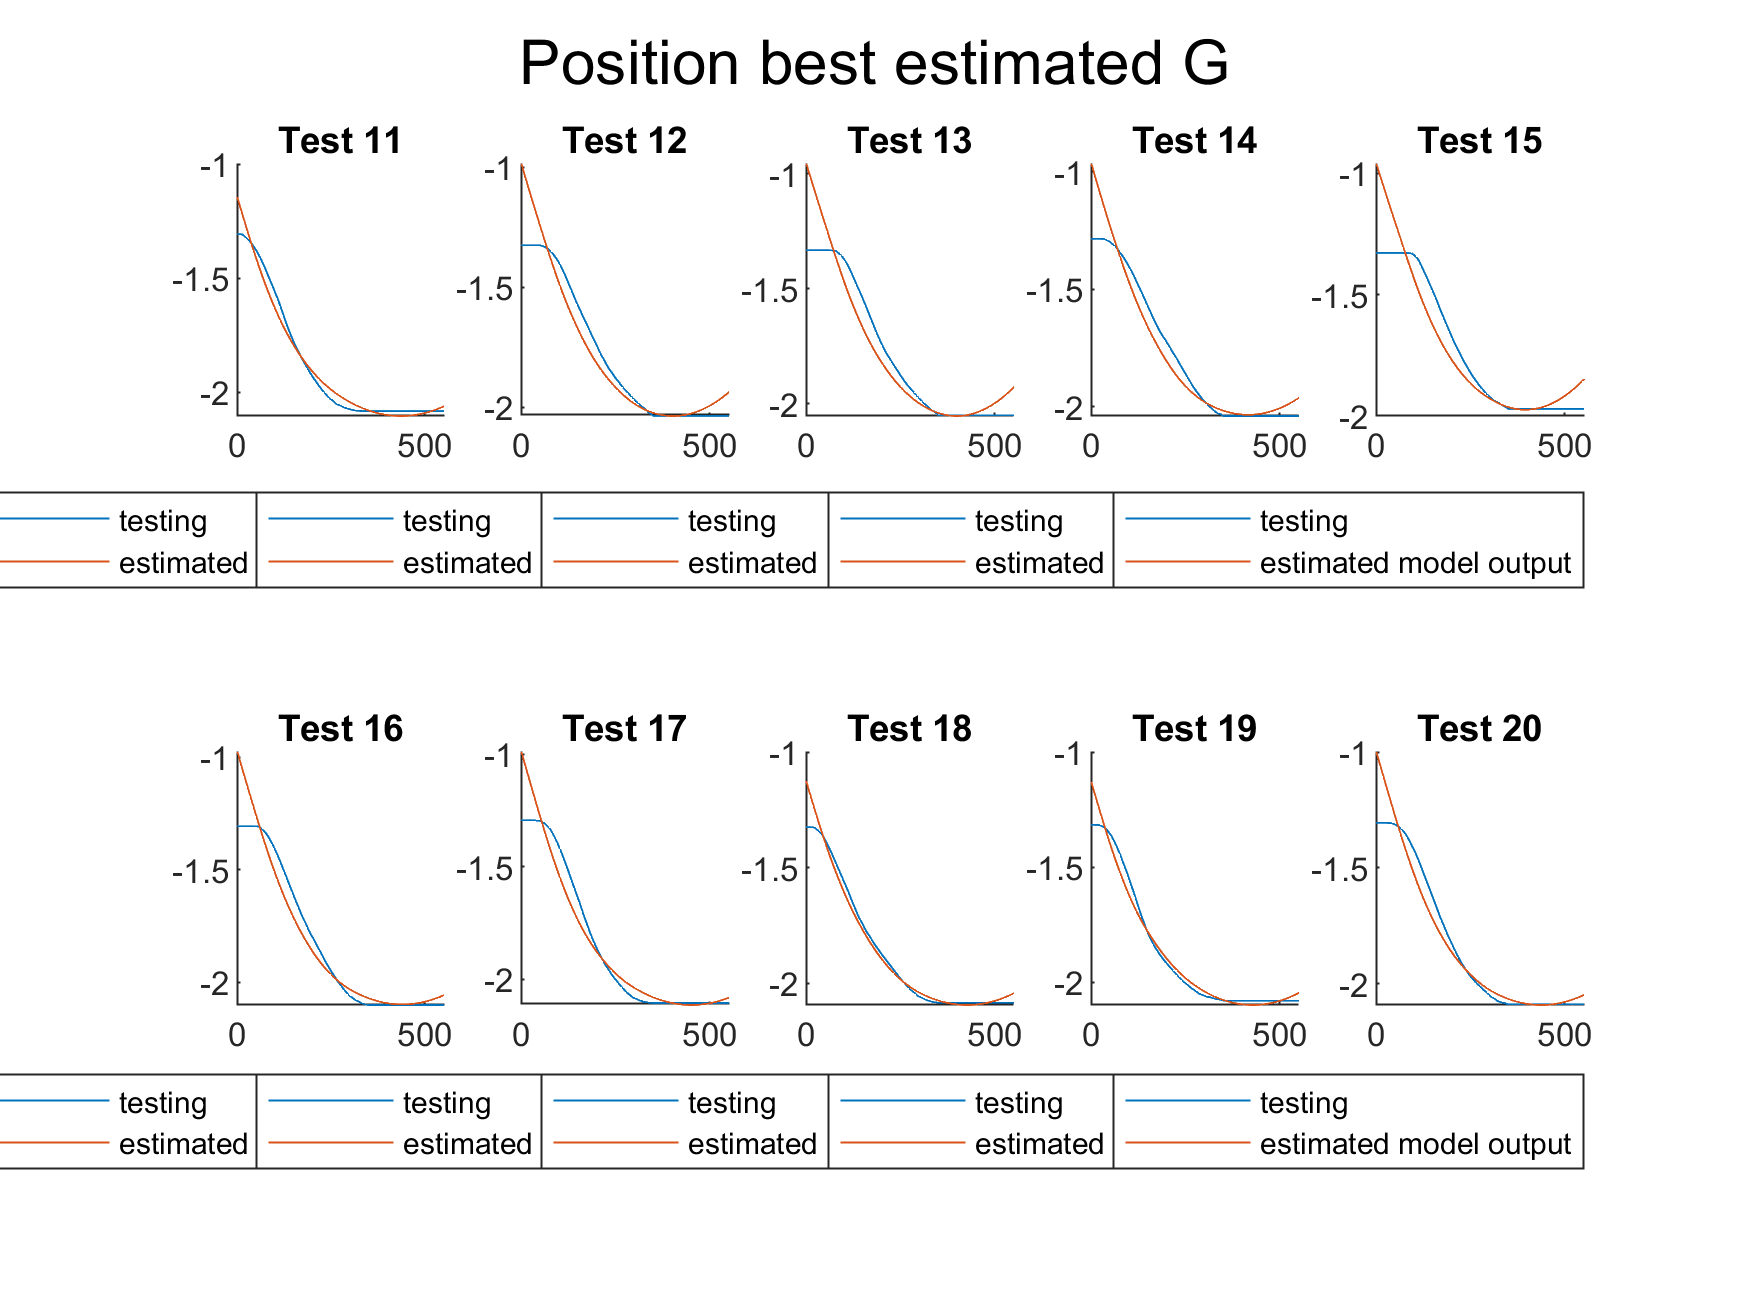 Position best estimated G
Test 11 Test 12 Test 13 Test 14 Test 15
-1 -1 -1 -1 -1
-1.5 -1.5 -1.5 -1.5 -1.5
-2 -2 -2 -2 -2
0 500 0 500 0 500 0 500 0 500
testing testing testing testing testing
estimated estimated estimated estimated estimated model output
Test 16 Test 17 Test 18 Test 19 Test 20
-1 -1 -1 -1 -1
-1.5 -1.5 -1.5 -1.5 -1.5
-2 -2 -2 -2 -2
0 500 0 500 0 500 0 500 0 500
testing testing testing testing testing
estimated estimated estimated estimated estimated model output